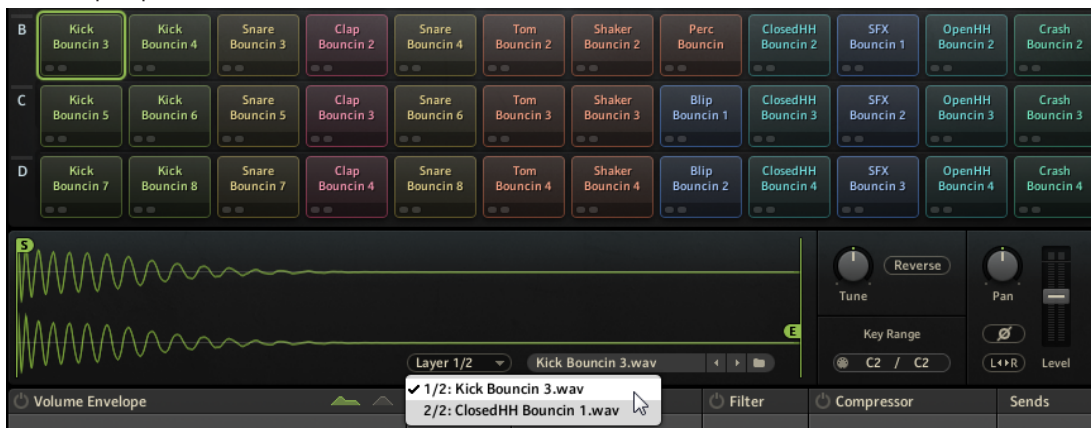 B
Kick Bouncin 3
Kick Bouncin 4
Snare Bouncin 3
Clap Bouncin 2
Snare Bouncin 4
Tom Bouncin 2
Shaker Bouncin 2
Perc Bouncin
ClosedHH Bouncin 2
SFX Bouncin 1
OpenHH Bouncin 2
Crash Bouncin 2
C
Kick Bouncin 5
Kick Bouncin 6
Snare Bouncin 5
Clap Bouncin 3
Snare Bouncin 6
Tom Bouncin 3
Shaker Bouncin 3
Blip Bouncin 1
ClosedHH Bouncin 3
SFX Bouncin 2
OpenHH Bouncin 3
Crash Bouncin 3
D
Kick Bouncin 7
Kick Bouncin 8
Snare Bouncin 7
Clap Bouncin 4
Snare Bouncin 8
Tom Bouncin 4
Shaker Bouncin 4
Blip Bouncin 2
ClosedHH Bouncin 4
SFX Bouncin 3
OpenHH Bouncin 4
Crash Bouncin 4
S
Reverse
Tune
Pan
E
Key Range
Ø
Layer 1/2
Kick Bouncin 3.wav
C2 / C2
L R
Level
1/2: Kick Bouncin 3.wav
2/2: ClosedHH Bouncin 1.wav
Volume Envelope
Filter
Compressor
Sends